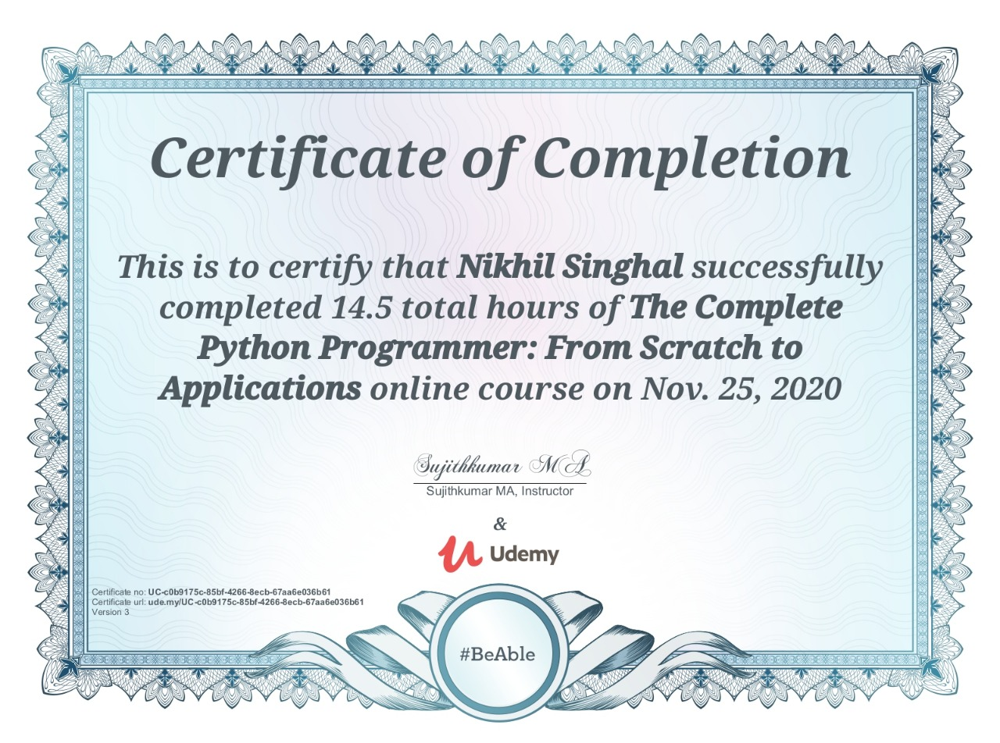 Certificate of Completion
This is to certify that Nikhil Singhal successfully
completed 14.5 total hours of The Complete
Python Programmer: From Scratch to
Applications online course on Nov. 25, 2020
Sujithkumar MA
Sujithkumar MA, Instructor
&
Udemy
Certificate no: UC-c0b9175c-85bf-4266-8ecb-67aa6e036b61
Certificate url: ude.my/UC-c0b9175c-85bf-4266-8ecb-67aa6e036b61
Version 3
#BeAble